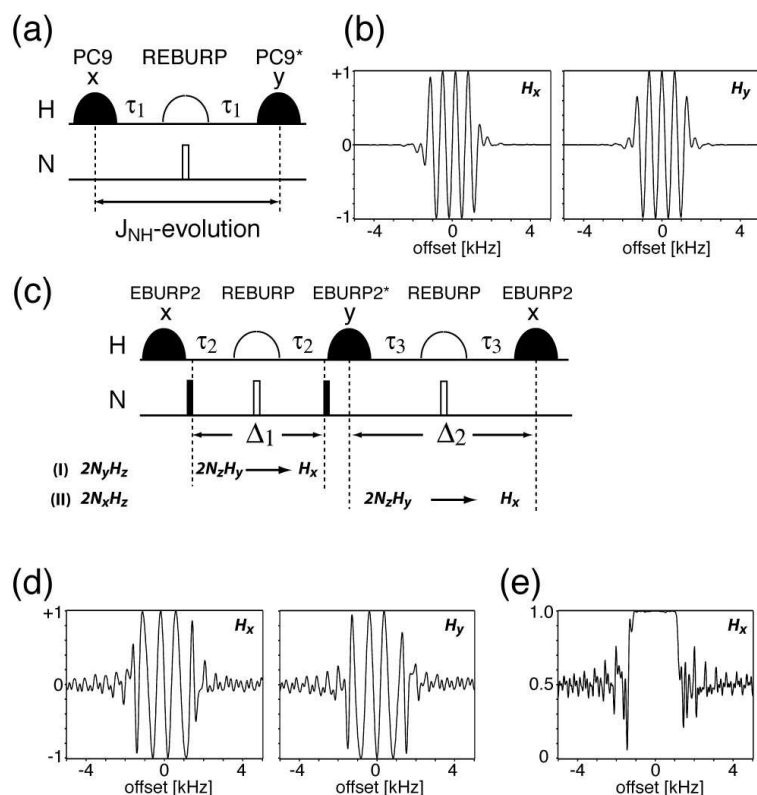 (a)
PC9 REBURP PC9*
x y
H τ1 τ1
N
JNH-evolution
(b)
+1 Hx Hy
0
-1
-4 0 4 -4 0 4
offset [kHz] offset [kHz]
(c)
EBURP2 REBURP EBURP2* REBURP EBURP2
x y x
H τ2 τ2 τ3 τ3
N
Δ1 Δ2
(I) 2NyHz 2NzHy Hx
(II) 2NxHz 2NzHy Hx
(d) (e)
+1 Hx Hy 1.0 Hx
0 0.5
-1 0
-4 0 4 -4 0 4 -4 0 4
offset [kHz] offset [kHz] offset [kHz]